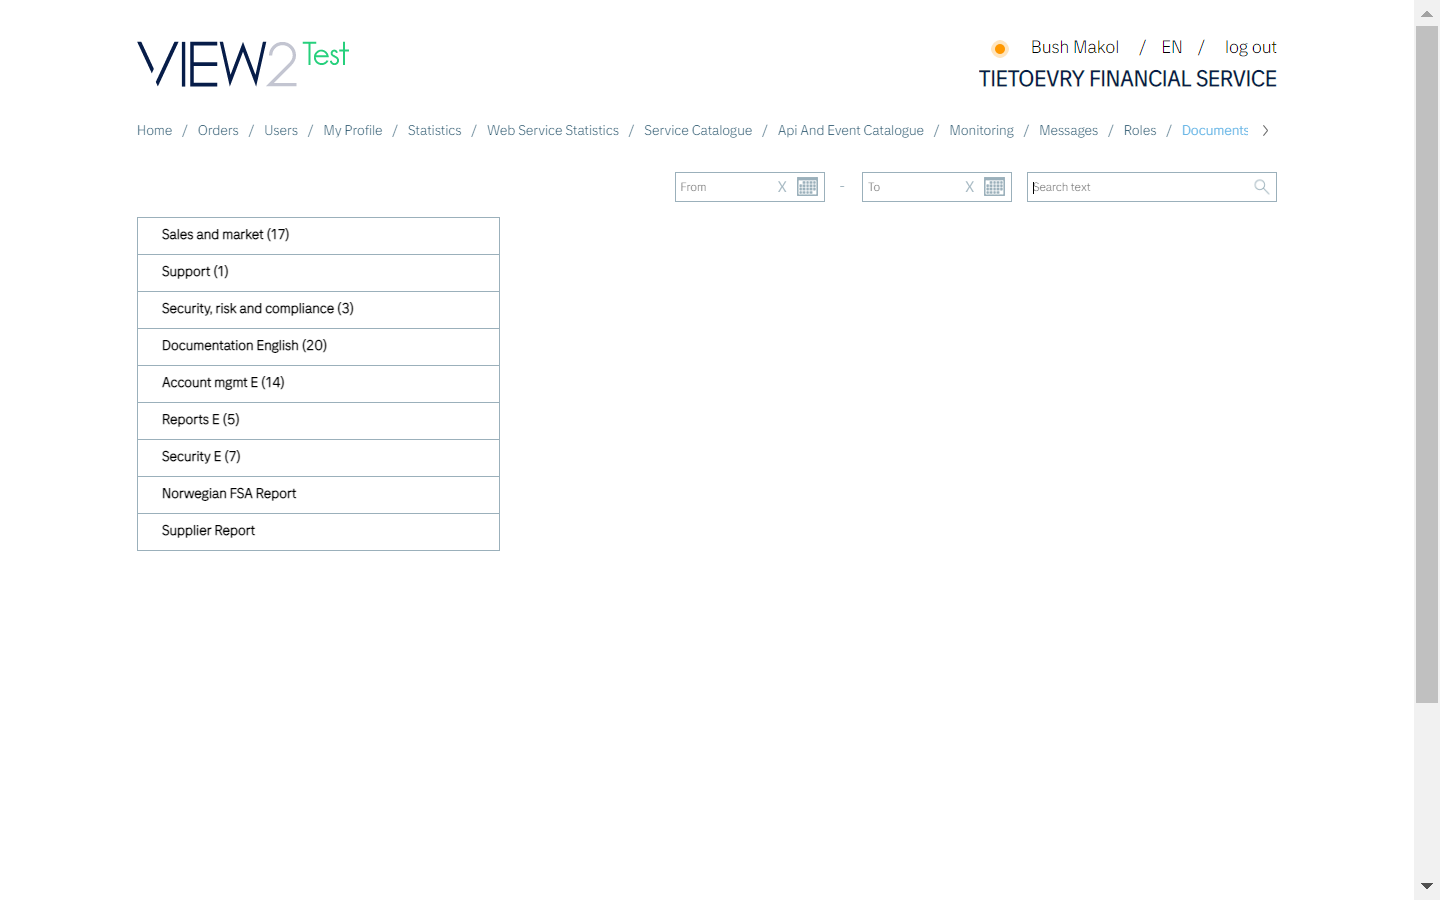 VIEW2 Test
Bush Makol / EN / log out
TIETOEVRY FINANCIAL SERVICE
Home / Orders / Users / My Profile / Statistics / Web Service Statistics / Service Catalogue / Api And Event Catalogue / Monitoring / Messages / Roles / Documents
From X - To X Search text
Sales and market (17)
Support (1)
Security, risk and compliance (3)
Documentation English (20)
Account mgmt E (14)
Reports E (5)
Security E (7)
Norwegian FSA Report
Supplier Report